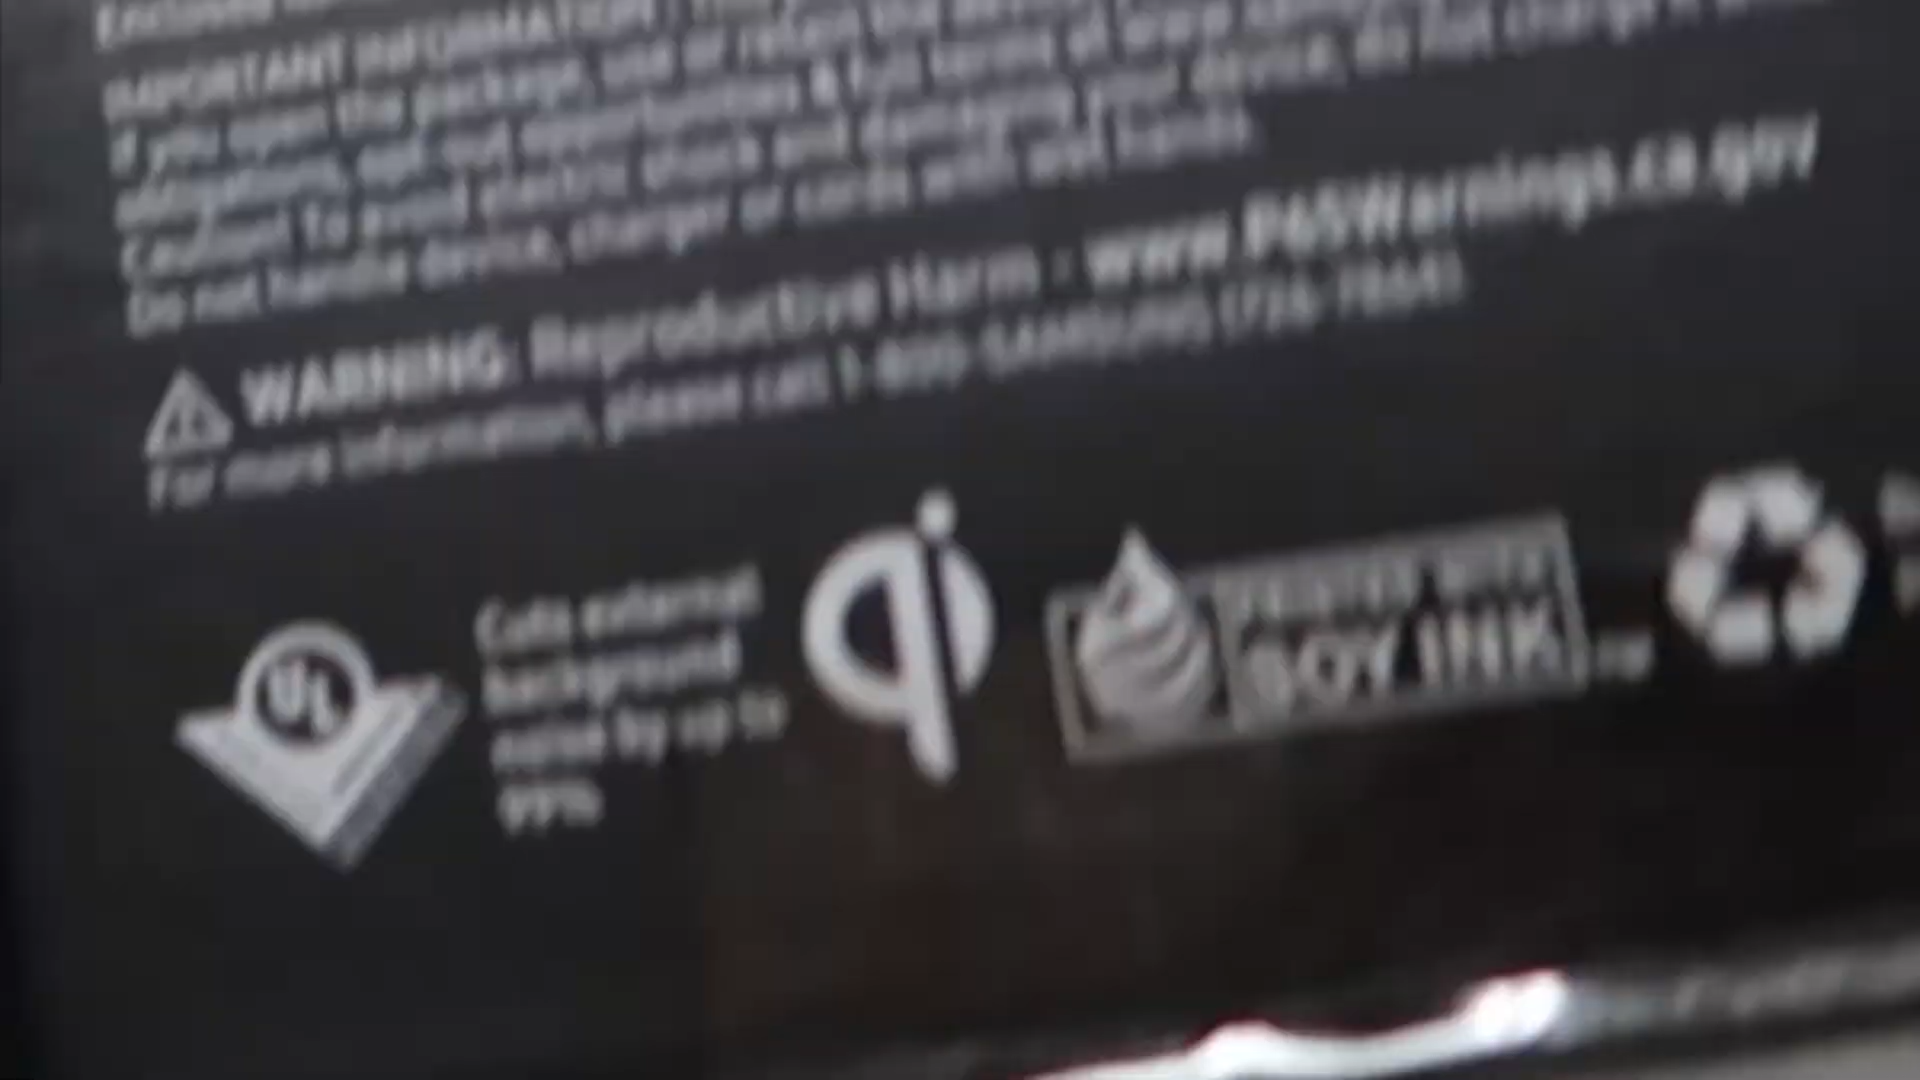 IMPORTANT INFORMATION
If you open the package, use or retain the device
obligations, opt out opportunities & full terms at www
Caution! To avoid electric shock and damaging your device, do not charge
Do not handle device, charger or cords with wet hands.
WARNING: Reproductive Harm - www.P65Warnings.ca.gov
For more information, please call 1-800-SAMSUNG (726-7864).
UL
Cuts external
background
noise by up to
99%
qi
PRINTED WITH
SOY INK